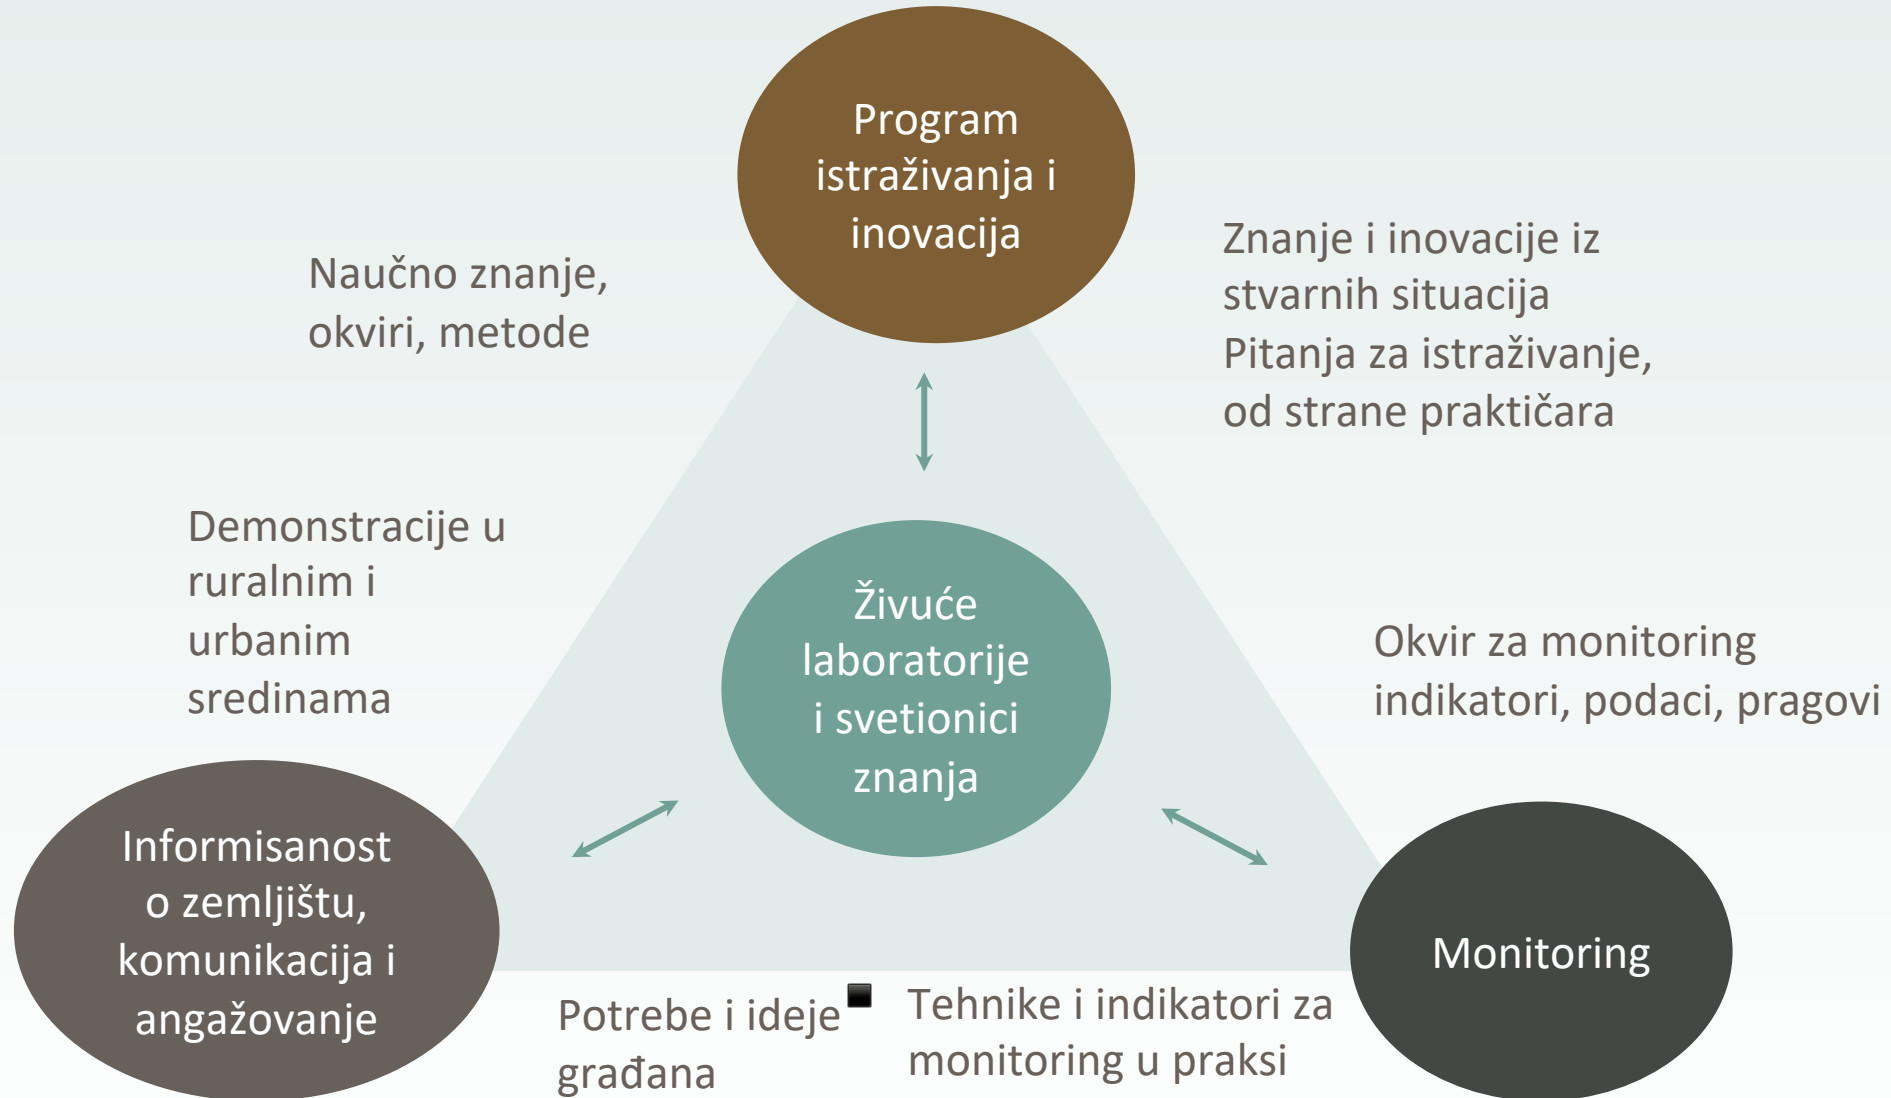 Program
istraživanja i
inovacija
Naučno znanje,
okviri, metode
Znanje i inovacije iz
stvarnih situacija
Pitanja za istraživanje,
od strane praktičara
Demonstracije u
ruralnim i
urbanim
sredinama
Živuće
laboratorije
i svetionici
znanja
Okvir za monitoring
indikatori, podaci, pragovi
Informisanost
o zemljištu,
komunikacija i
angažovanje
Monitoring
Potrebe i ideje
građana
Tehnike i indikatori za
monitoring u praksi